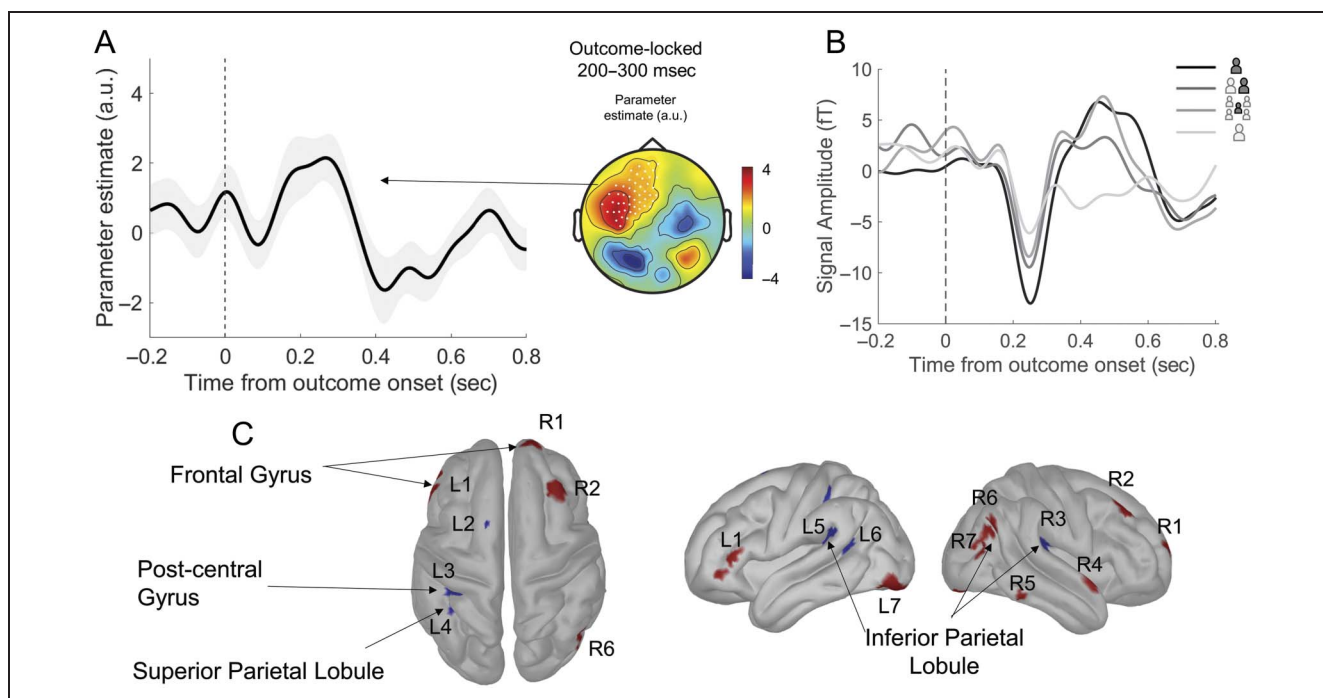 A
Parameter estimate (a.u.)
4
2
0
−2
−0.2
0
0.2
0.4
0.6
0.8
Time from outcome onset (sec)
Outcome-locked
200–300 msec
Parameter
estimate (a.u.)
4
0
−4
B
Signal Amplitude (fT)
10
5
0
−5
−10
−15
−0.2
0
0.2
0.4
0.6
0.8
Time from outcome onset (sec)
C
Frontal Gyrus
Post-central
Gyrus
Superior Parietal Lobule
R1
L1
R2
L2
L3
L4
R6
L1
L5
L6
L7
R6
R7
R3
R2
R1
R4
R5
Inferior Parietal
Lobule